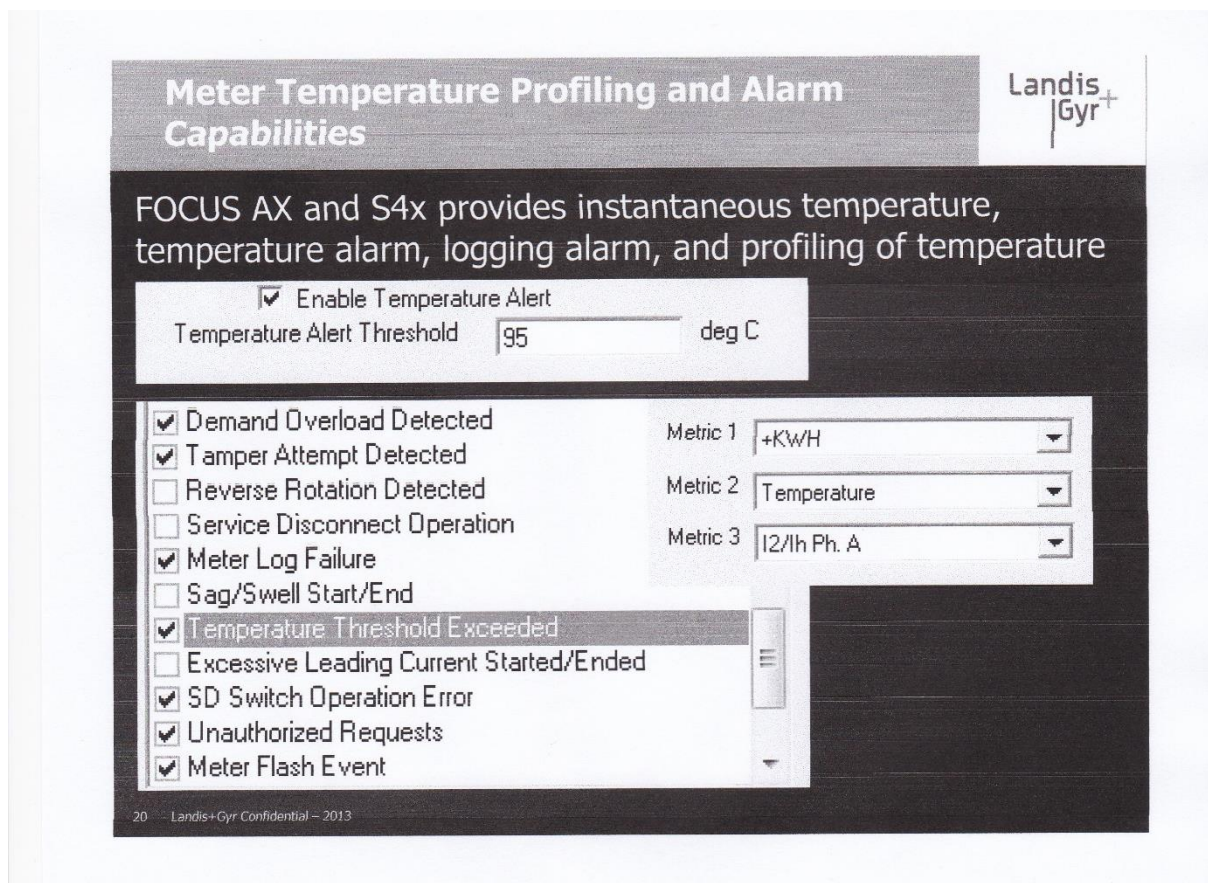 Meter Temperature Profiling and Alarm
Capabilities
Landis
Gyr+
FOCUS AX and S4x provides instantaneous temperature,
temperature alarm, logging alarm, and profiling of temperature
Enable Temperature Alert
Temperature Alert Threshold 95 deg C
Demand Overload Detected
Tamper Attempt Detected
Reverse Rotation Detected
Service Disconnect Operation
Meter Log Failure
Sag/Swell Start/End
Temperature Threshold Exceeded
Excessive Leading Current Started/Ended
SD Switch Operation Error
Unauthorized Requests
Meter Flash Event
Metric 1 +KWH
Metric 2 Temperature
Metric 3 I2/Ih Ph. A
20 Landis+Gyr Confidential – 2013